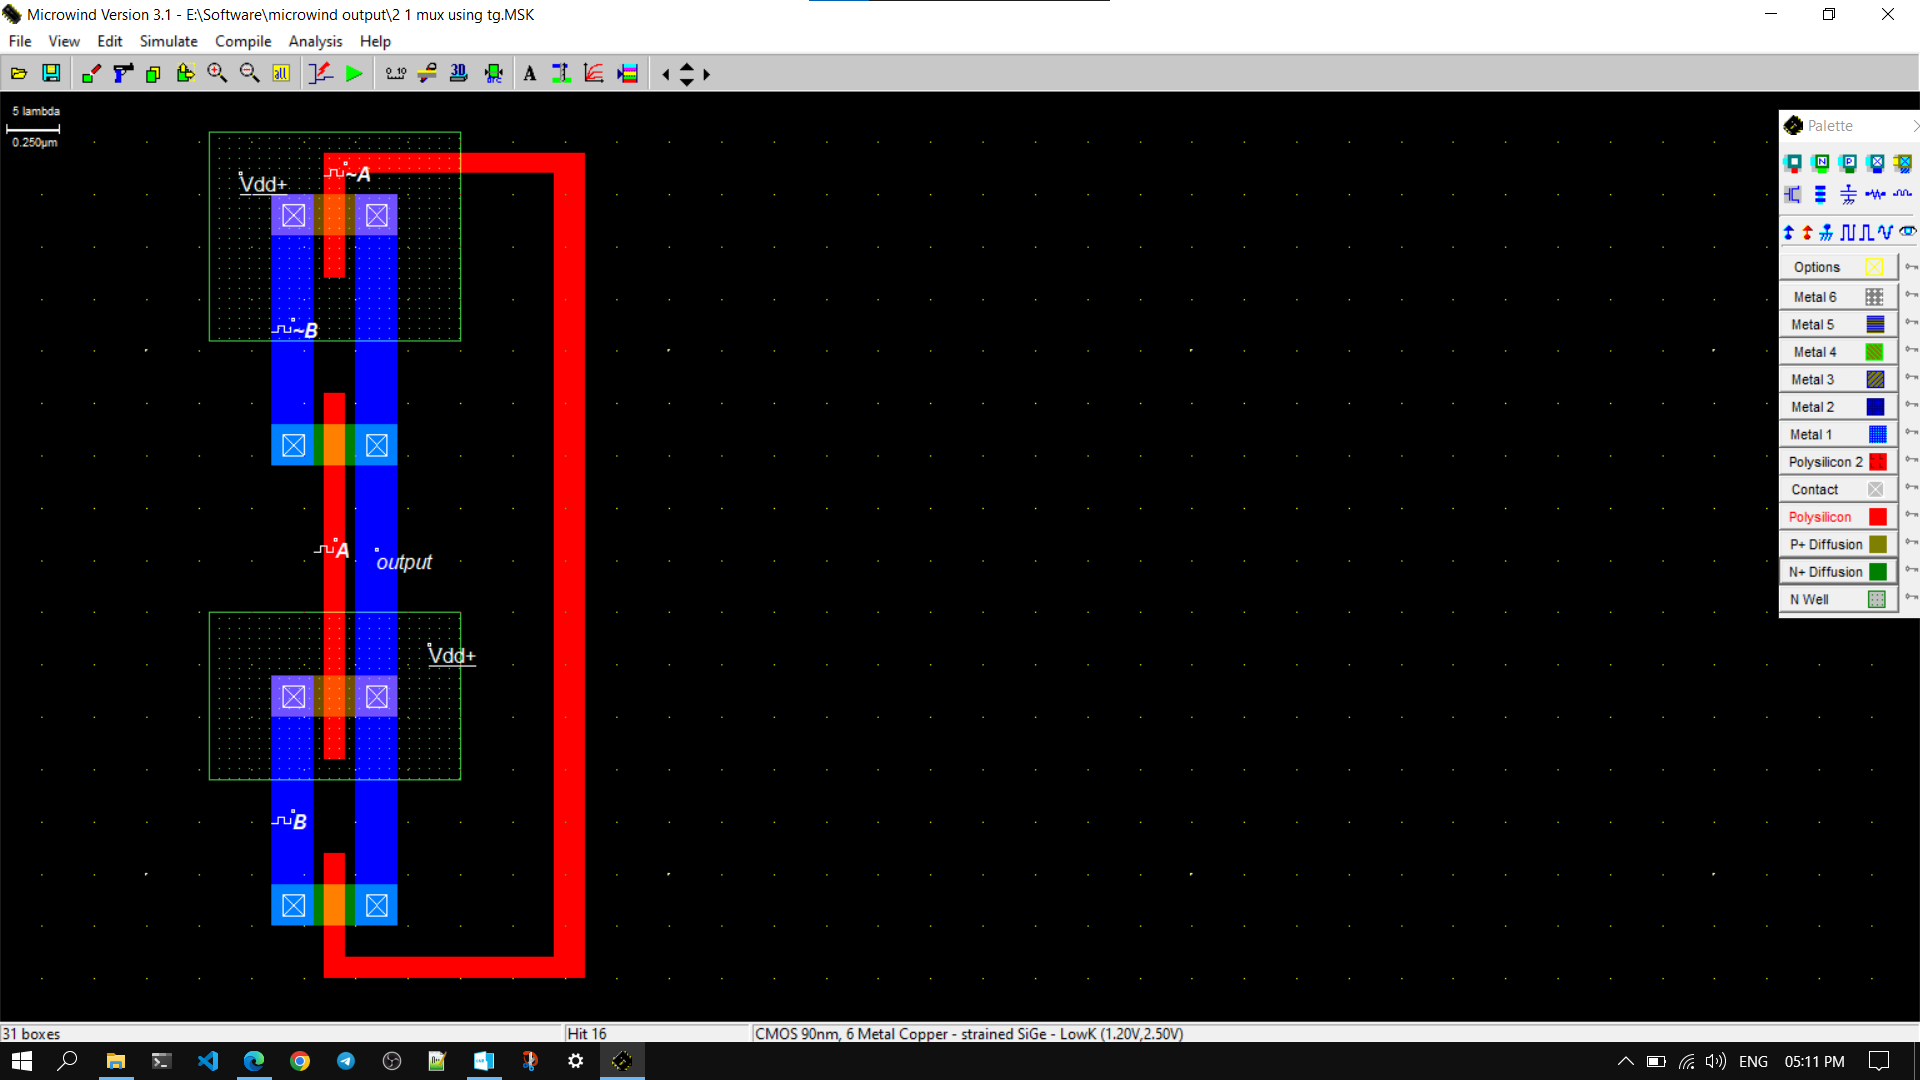 Microwind Version 3.1 - E:\Software\microwind output\2 1 mux using tg.MSK
File View Edit Simulate Compile Analysis Help
5 lambda
0.250µm
Vdd+
~A
~B
A
output
Vdd+
B
Palette
Options
Metal 6
Metal 5
Metal 4
Metal 3
Metal 2
Metal 1
Polysilicon 2
Contact
Polysilicon
P+ Diffusion
N+ Diffusion
N Well
31 boxes
Hit 16
CMOS 90nm, 6 Metal Copper - strained SiGe - LowK (1.20V,2.50V)
ENG 05:11 PM